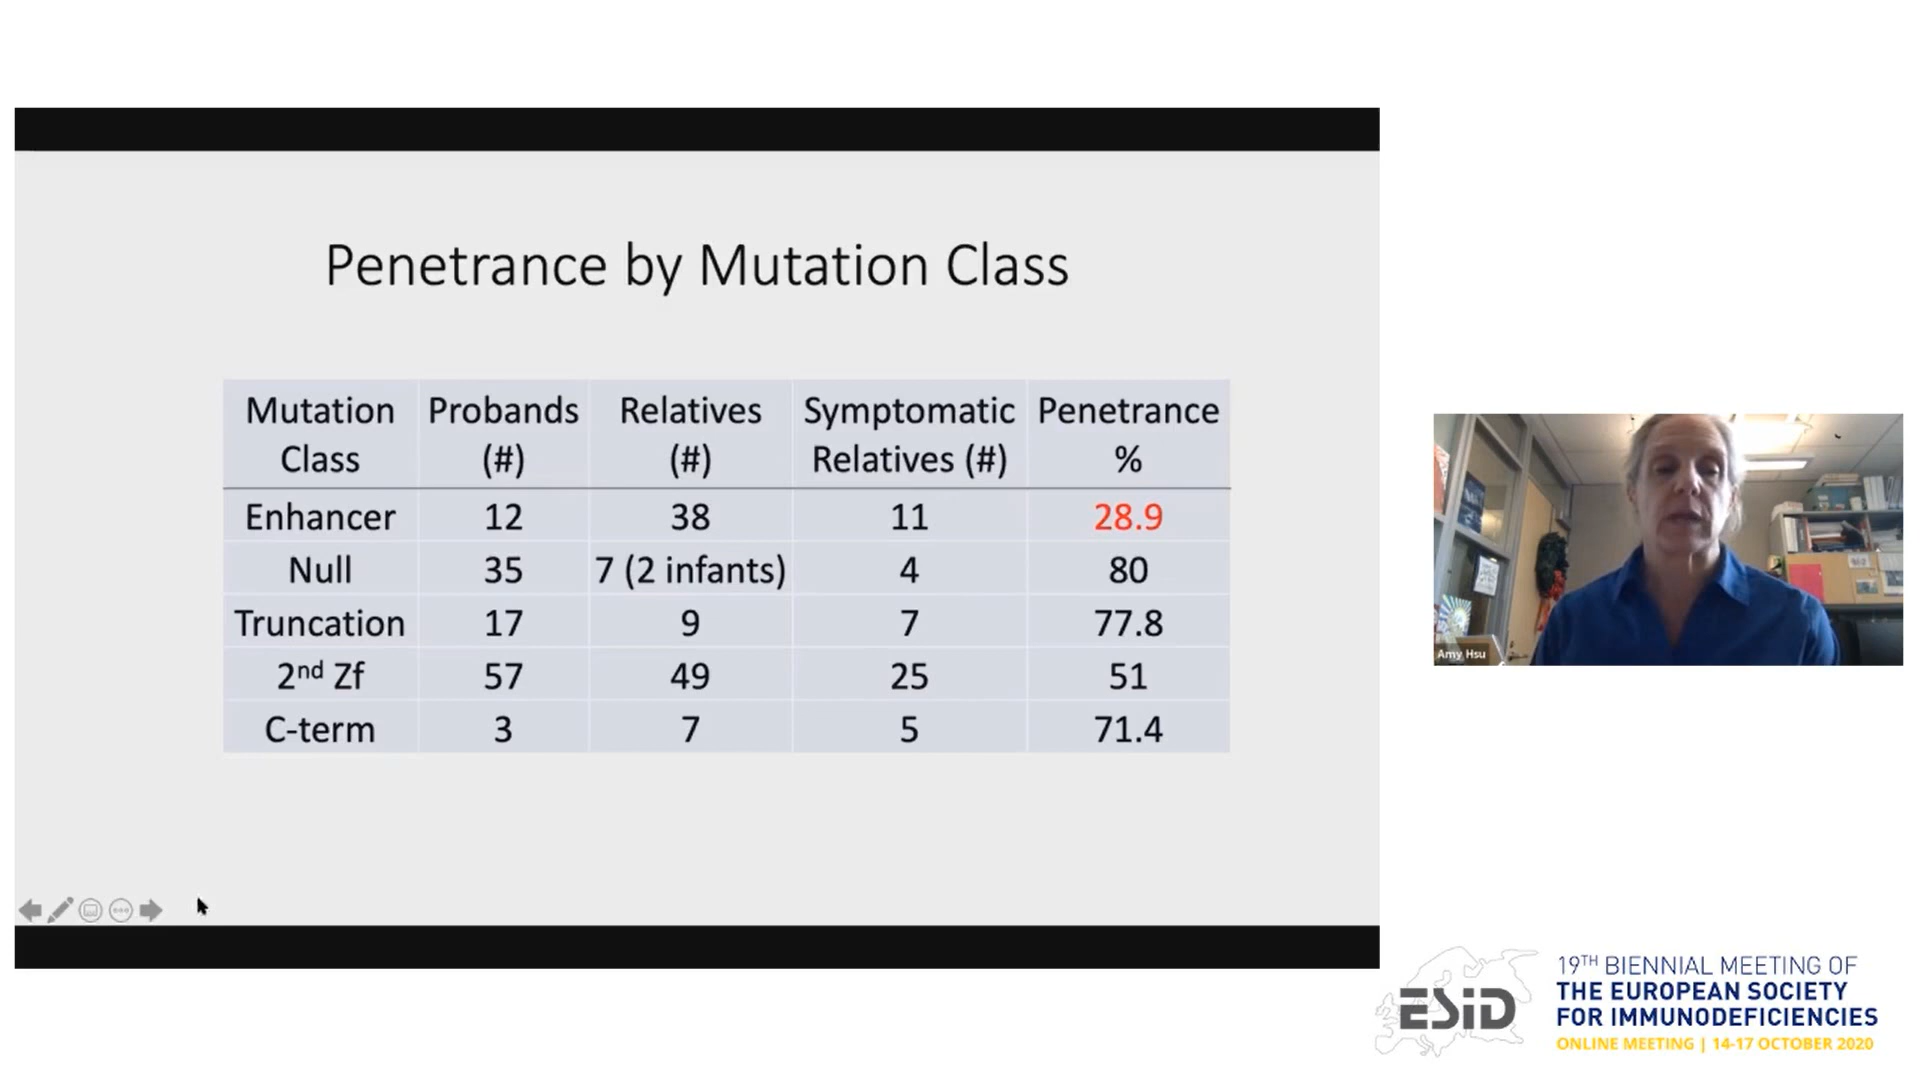 Penetrance by Mutation Class
Mutation Class Probands (#) Relatives (#) Symptomatic Relatives (#) Penetrance %
Enhancer 12 38 11 28.9
Null 35 7 (2 infants) 4 80
Truncation 17 9 7 77.8
2nd Zf 57 49 25 51
C-term 3 7 5 71.4
Amy Hsu
ESiD
19TH BIENNIAL MEETING OF
THE EUROPEAN SOCIETY
FOR IMMUNODEFICIENCIES
ONLINE MEETING | 14-17 OCTOBER 2020